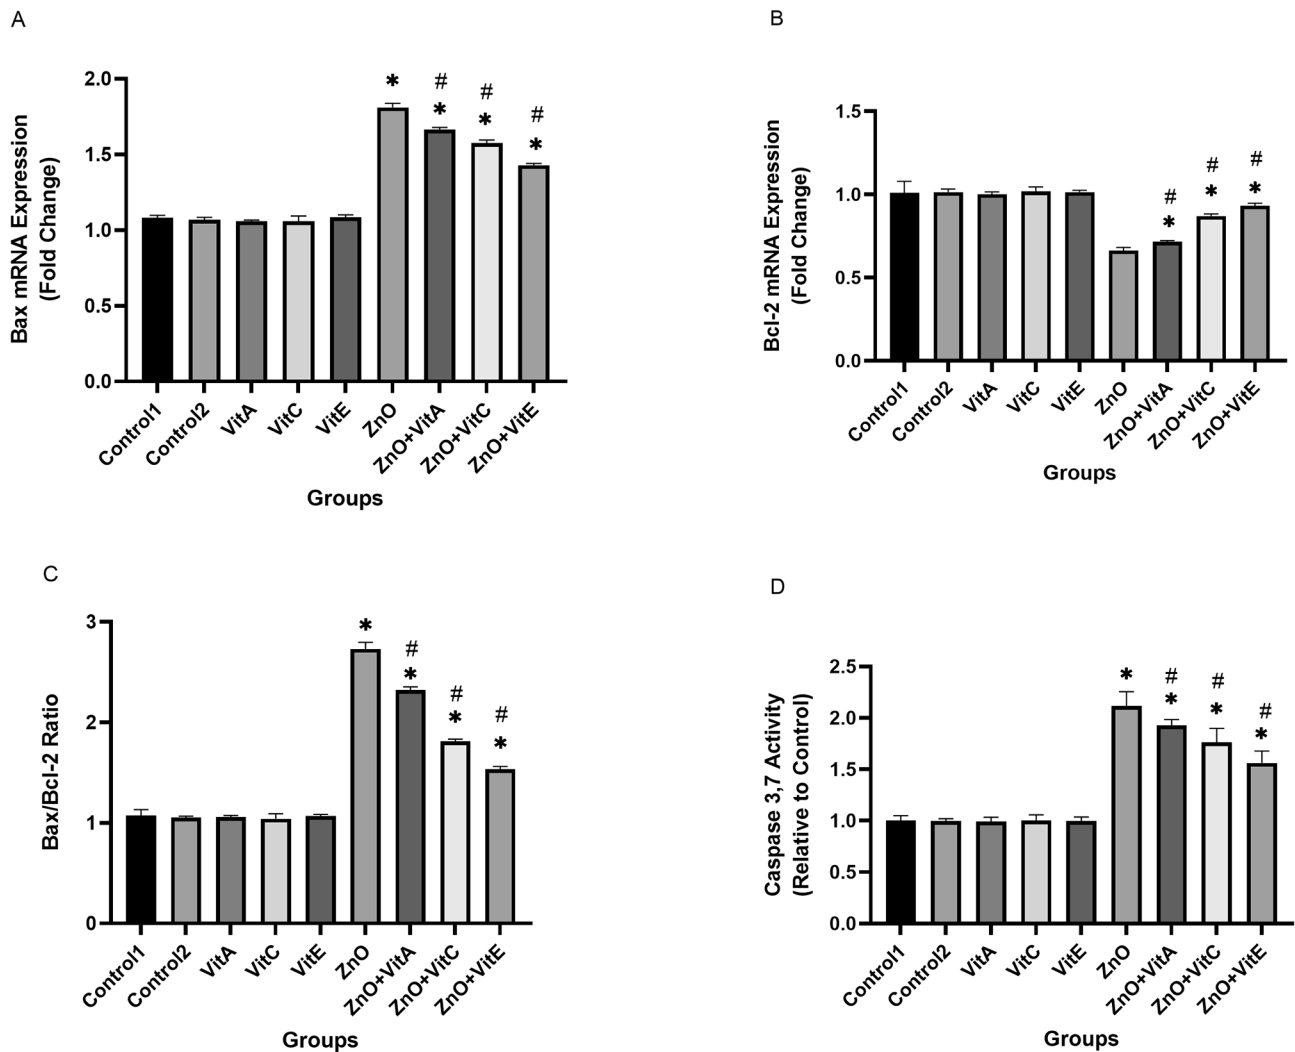 A
Bax mRNA Expression
(Fold Change)
2.0
1.5
1.0
0.5
0.0
*
#
*
#
*
#
*
Control1
Control2
VitA
VitC
VitE
ZnO
ZnO+VitA
ZnO+VitC
ZnO+VitE
Groups
B
Bcl-2 mRNA Expression
(Fold Change)
1.5
1.0
0.5
0.0
#
*
#
*
#
*
Control1
Control2
VitA
VitC
VitE
ZnO
ZnO+VitA
ZnO+VitC
ZnO+VitE
Groups
C
Bax/Bcl-2 Ratio
3
2
1
0
*
#
*
#
*
#
*
Control1
Control2
VitA
VitC
VitE
ZnO
ZnO+VitA
ZnO+VitC
ZnO+VitE
Groups
D
Caspase 3,7 Activity
(Relative to Control)
2.5
2.0
1.5
1.0
0.5
0.0
*
#
*
#
*
#
*
Control1
Control2
VitA
VitC
VitE
ZnO
ZnO+VitA
ZnO+VitC
ZnO+VitE
Groups